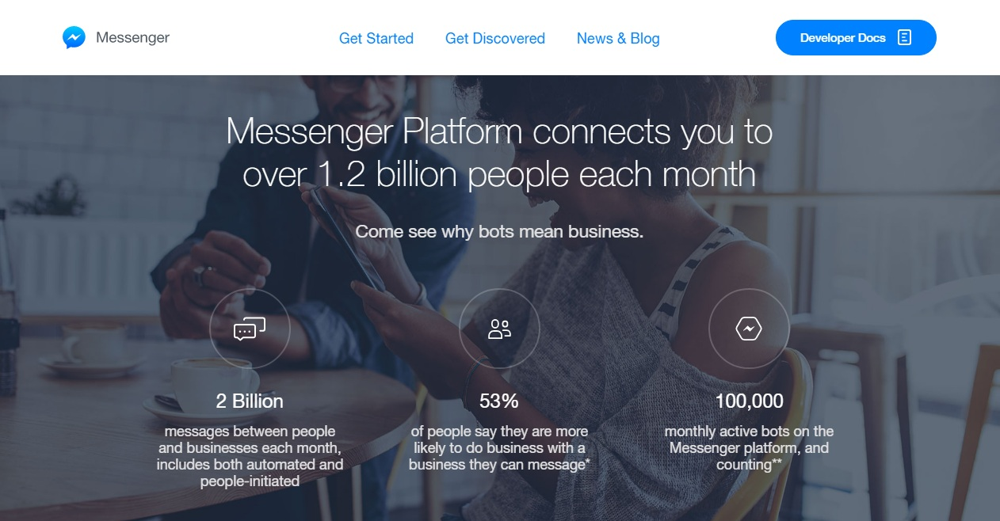 Messenger
Get Started
Get Discovered
News & Blog
Developer Docs
Messenger Platform connects you to
over 1.2 billion people each month
Come see why bots mean business.
2 Billion
messages between people
and businesses each month,
includes both automated and
people-initiated
53%
of people say they are more
likely to do business with a
business they can message*
100,000
monthly active bots on the
Messenger platform, and
counting**